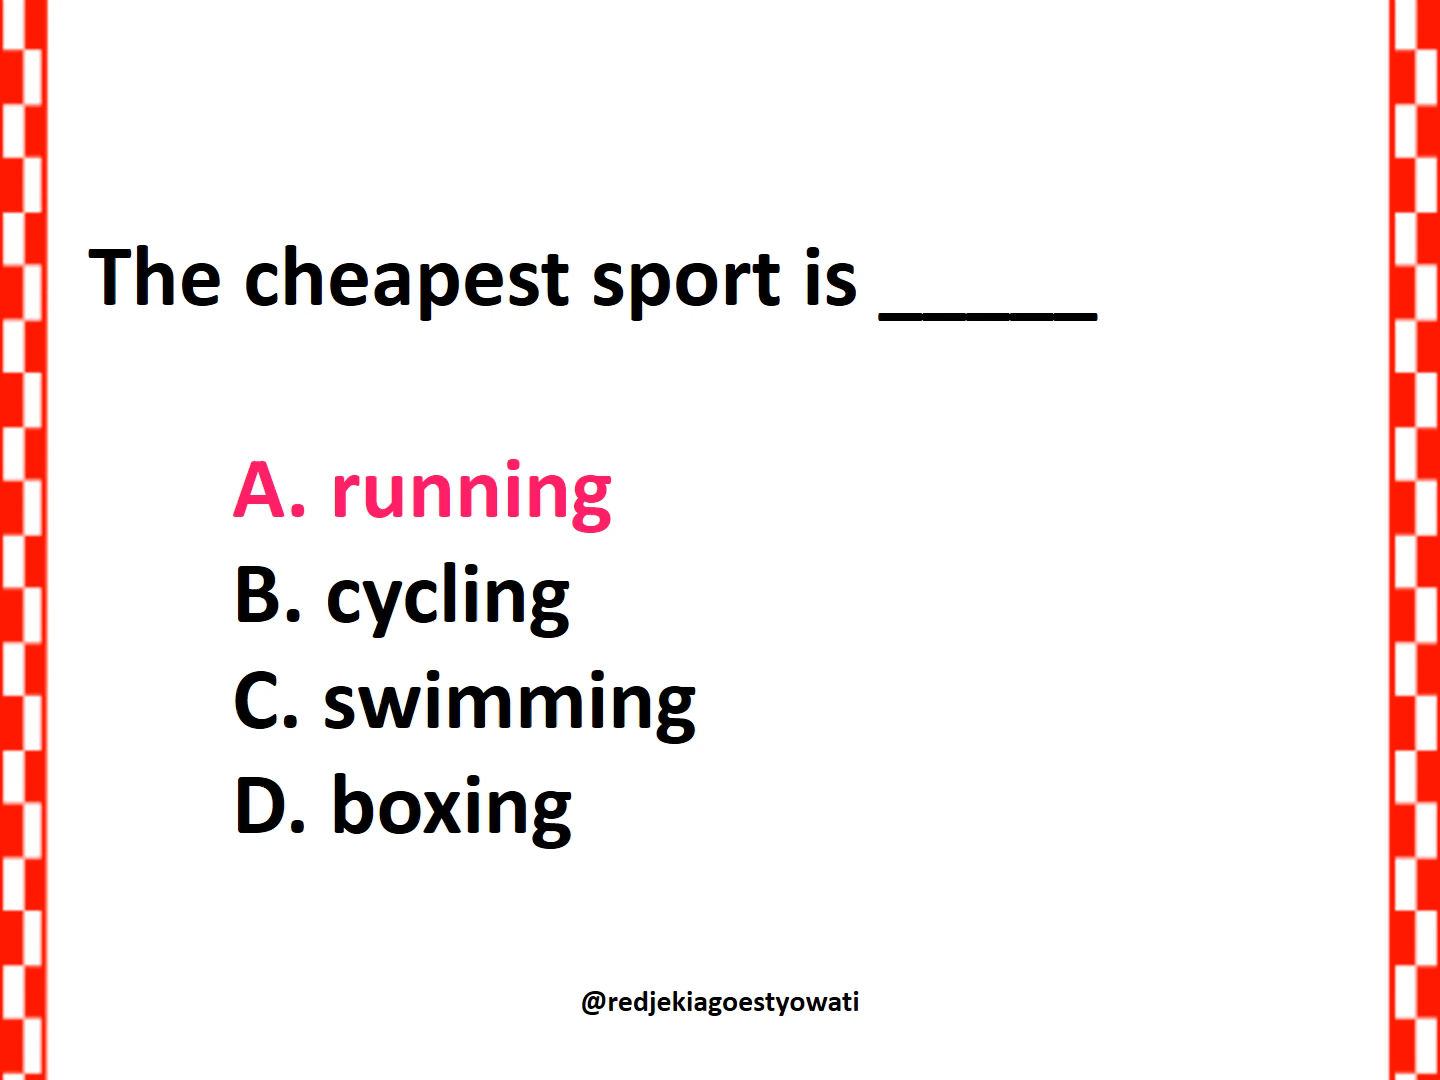 The cheapest sport is _____
A. running
B. cycling
C. swimming
D. boxing
@redjekiagoestyowati